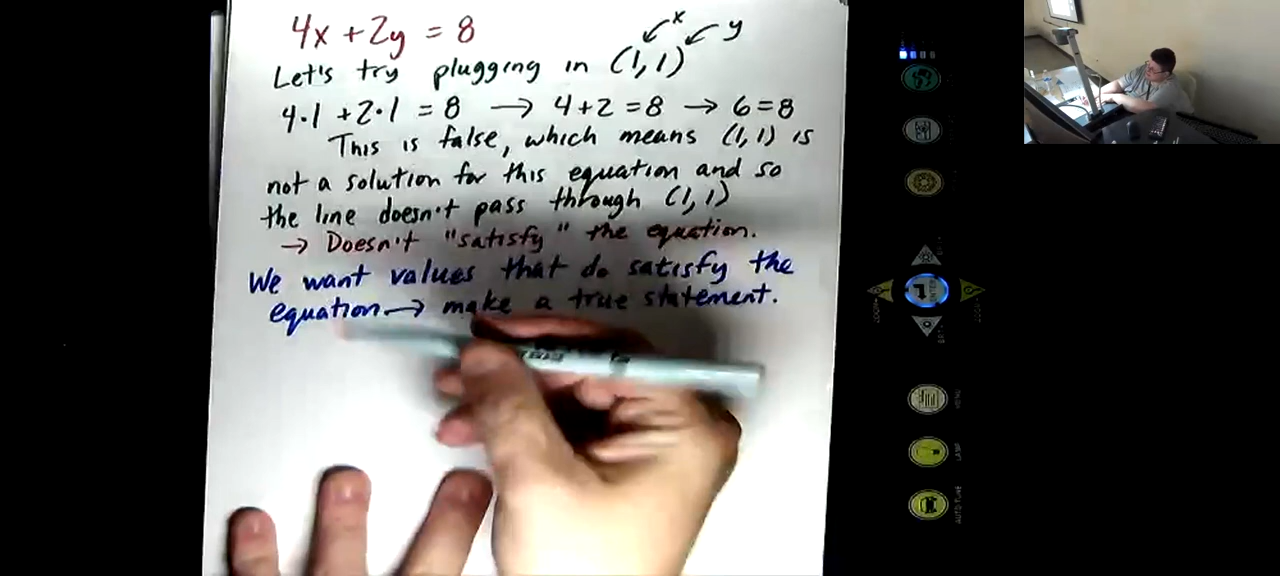 4x + 2y = 8
x y
Let's try plugging in (1, 1)
4·1 + 2·1 = 8 → 4 + 2 = 8 → 6 = 8
This is false, which means (1, 1) is
not a solution for this equation and so
the line doesn't pass through (1, 1)
→ Doesn't "satisfy" the equation.
We want values that do satisfy the
equation → make a true statement.
ENTER